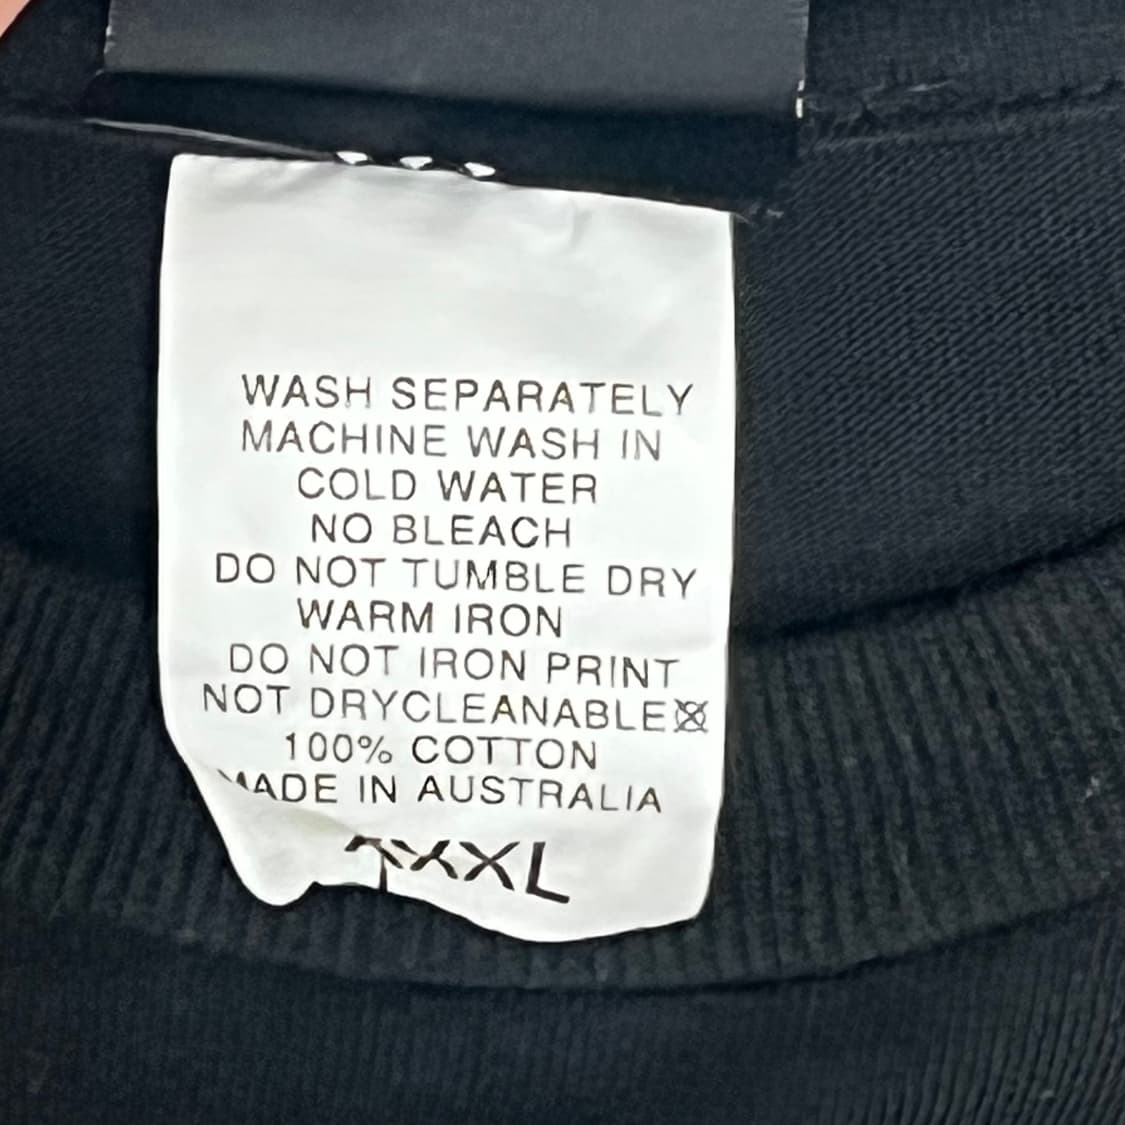 WASH SEPARATELY
MACHINE WASH IN
COLD WATER
NO BLEACH
DO NOT TUMBLE DRY
WARM IRON
DO NOT IRON PRINT
NOT DRYCLEANABLE
100% COTTON
MADE IN AUSTRALIA